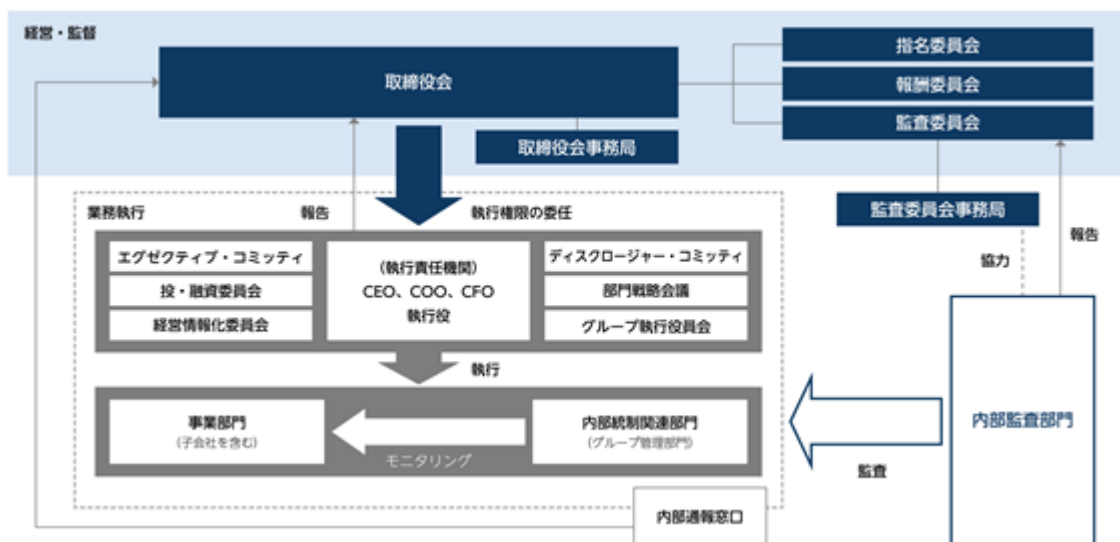 経営・監督
取締役会
指名委員会
報酬委員会
監査委員会
取締役会事務局
監査委員会事務局
業務執行
報告
執行権限の委任
協力
報告
エグゼクティブ・コミッティ
投・融資委員会
経営情報化委員会
(執行責任機関)
CEO、COO、CFO
執行役
ディスクロージャー・コミッティ
部門戦略会議
グループ執行役員会
執行
事業部門
(子会社を含む)
モニタリング
内部統制関連部門
(グループ管理部門)
監査
内部監査部門
内部通報窓口